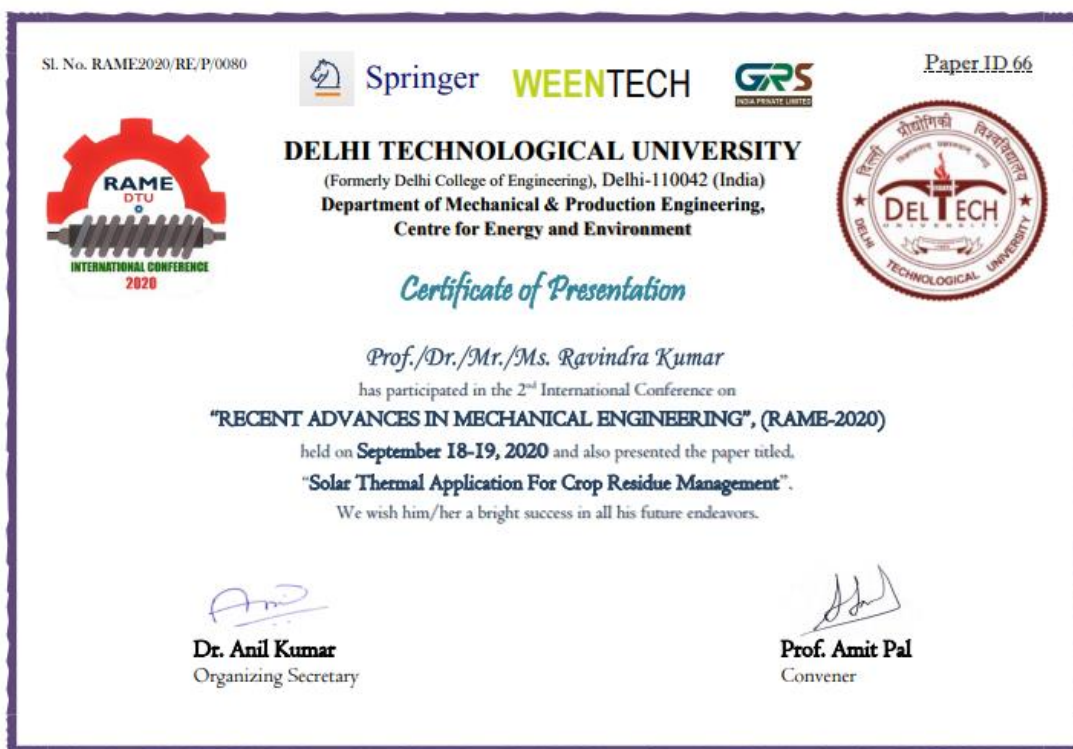 Sl. No. RAME2020/RE/P/0080
Springer
WEENTECH
GRS
INDIA PRIVATE LIMITED
Paper ID 66
RAME
DTU
INTERNATIONAL CONFERENCE
2020
DELHI TECHNOLOGICAL UNIVERSITY
(Formerly Delhi College of Engineering), Delhi-110042 (India)
Department of Mechanical & Production Engineering,
Centre for Energy and Environment
दिल्ली प्रौद्योगिकी विश्वविद्यालय
DELTECH
UNIVERSITY
DELHI TECHNOLOGICAL UNIVERSITY
Certificate of Presentation
Prof./Dr./Mr./Ms. Ravindra Kumar
has participated in the 2nd International Conference on
“RECENT ADVANCES IN MECHANICAL ENGINEERING”, (RAME-2020)
held on September 18-19, 2020 and also presented the paper titled,
“Solar Thermal Application For Crop Residue Management”.
We wish him/her a bright success in all his future endeavors.
Dr. Anil Kumar
Organizing Secretary
Prof. Amit Pal
Convener